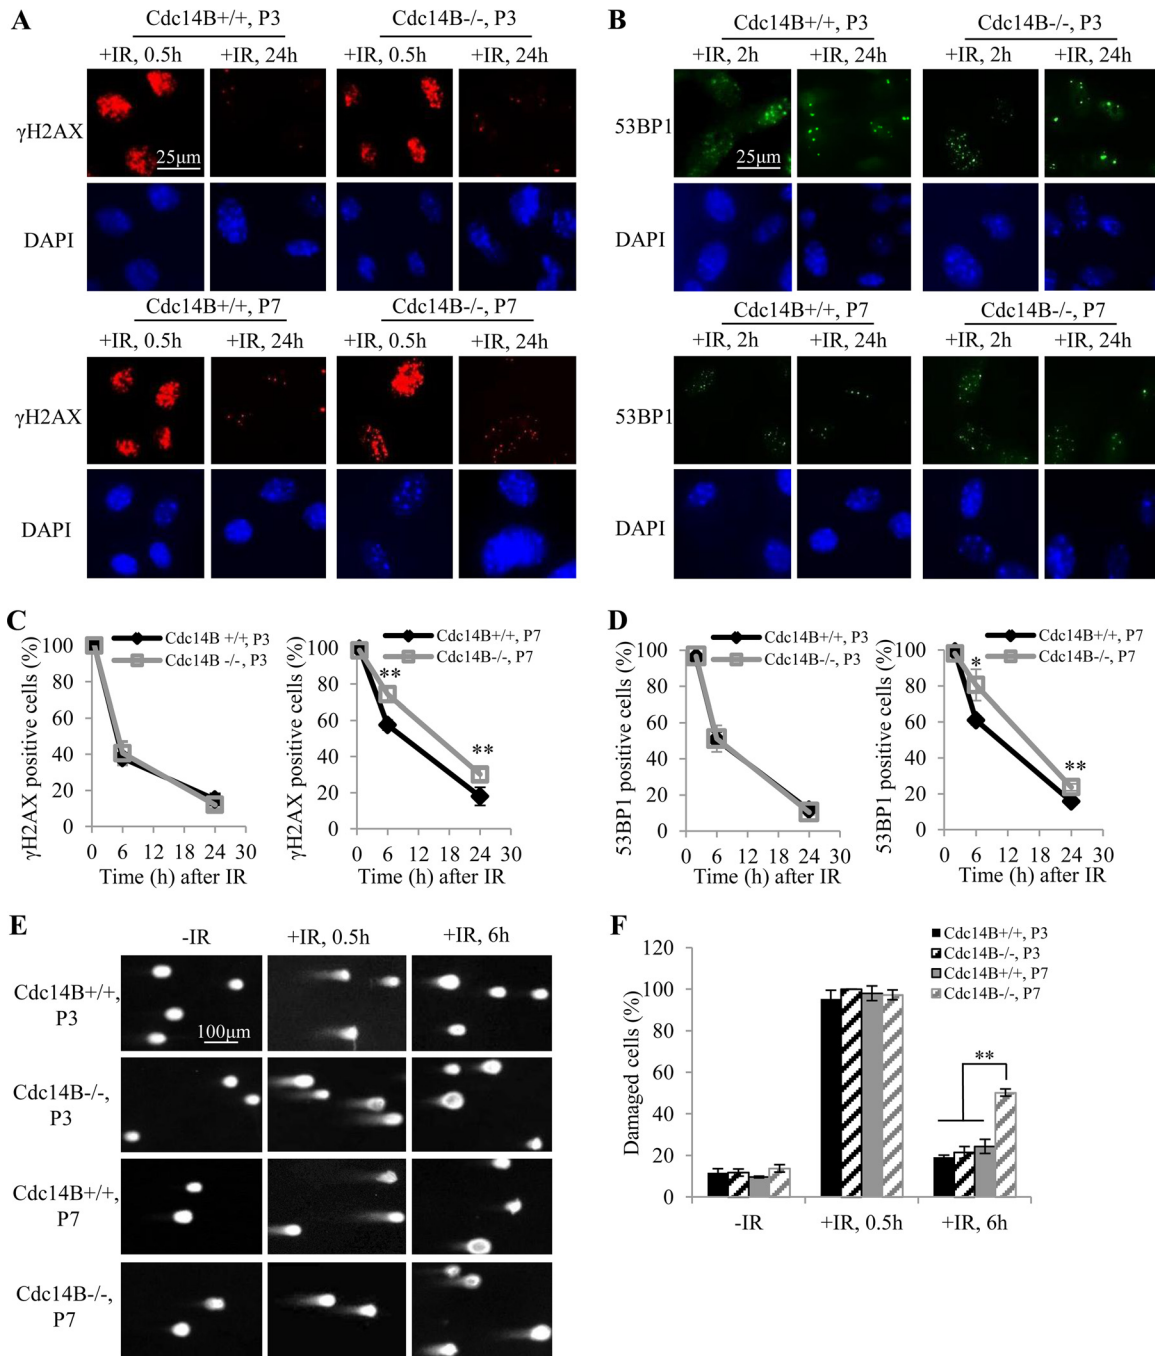 A
Cdc14B+/+, P3
Cdc14B-/-, P3
+IR, 0.5h
+IR, 24h
+IR, 0.5h
+IR, 24h
γH2AX
25μm
DAPI
Cdc14B+/+, P7
Cdc14B-/-, P7
+IR, 0.5h
+IR, 24h
+IR, 0.5h
+IR, 24h
γH2AX
DAPI
B
Cdc14B+/+, P3
Cdc14B-/-, P3
+IR, 2h
+IR, 24h
+IR, 2h
+IR, 24h
53BP1
25μm
DAPI
Cdc14B+/+, P7
Cdc14B-/-, P7
+IR, 2h
+IR, 24h
+IR, 2h
+IR, 24h
53BP1
DAPI
C
γH2AX positive cells (%)
100
80
60
40
20
0
Cdc14B +/+, P3
Cdc14B -/-, P3
0 6 12 18 24 30
Time (h) after IR
γH2AX positive cells (%)
100
80
60
40
20
0
Cdc14B+/+, P7
Cdc14B-/-, P7
**
**
0 6 12 18 24 30
Time (h) after IR
D
53BP1 positive cells (%)
100
80
60
40
20
0
Cdc14B+/+, P3
Cdc14B-/-, P3
0 6 12 18 24 30
Time (h) after IR
53BP1 positive cells (%)
100
80
60
40
20
0
Cdc14B+/+, P7
Cdc14B-/-, P7
*
**
0 6 12 18 24 30
Time (h) after IR
E
-IR
+IR, 0.5h
+IR, 6h
Cdc14B+/+,
P3
100μm
Cdc14B-/-,
P3
Cdc14B+/+,
P7
Cdc14B-/-,
P7
F
Damaged cells (%)
120
100
80
60
40
20
0
Cdc14B+/+, P3
Cdc14B-/-, P3
Cdc14B+/+, P7
Cdc14B-/-, P7
**
-IR
+IR, 0.5h
+IR, 6h